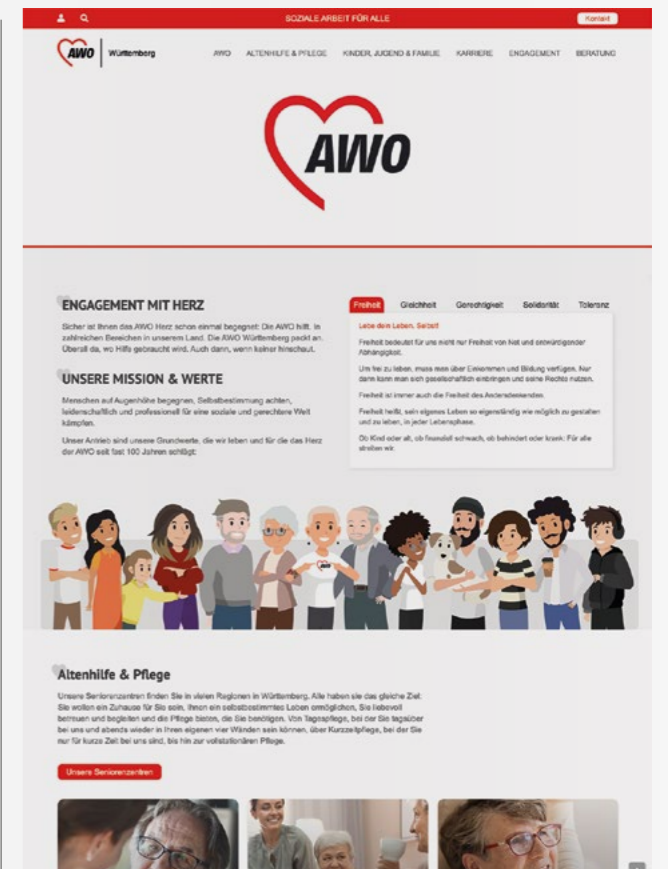 SOZIALE ARBEIT FÜR ALLE
Kontakt
AWO Württemberg
AWO ALTENHILFE & PFLEGE KINDER, JUGEND & FAMILIE KARRIERE ENGAGEMENT BERATUNG
AWO
ENGAGEMENT MIT HERZ
Sicher ist Ihnen das AWO Herz schon einmal begegnet: Die AWO hilft. In
zahlreichen Bereichen in unserem Land. Die AWO Württemberg packt an.
Überall da, wo Hilfe gebraucht wird. Auch dann, wenn keiner hinschaut.
UNSERE MISSION & WERTE
Menschen auf Augenhöhe begegnen, Selbstbestimmung achten,
leidenschaftlich und professionell für eine soziale und gerechtere Welt
kämpfen.
Unser Antrieb sind unsere Grundwerte, die wir leben und für die das Herz
der AWO seit fast 100 Jahren schlägt:
Freiheit Gleichheit Gerechtigkeit Solidarität Toleranz
Lebe dein Leben. Selbst!
Freiheit bedeutet für uns nicht nur Freiheit von Not und entwürdigender
Abhängigkeit.
Um frei zu leben, muss man über Einkommen und Bildung verfügen. Nur
dann kann man sich gesellschaftlich einbringen und seine Rechte nutzen.
Freiheit ist immer auch die Freiheit des Andersdenkenden.
Freiheit heißt, sein eigenes Leben so eigenständig wie möglich zu gestalten
und zu leben, in jeder Lebensphase.
Ob Kind oder alt, ob finanziell schwach, ob behindert oder krank: Für alle
streiten wir.
AWO
Altenhilfe & Pflege
Unsere Seniorenzentren finden Sie in vielen Regionen in Württemberg. Alle haben sie das gleiche Ziel:
Sie wollen ein Zuhause für Sie sein, Ihnen ein selbstbestimmtes Leben ermöglichen, Sie liebevoll
betreuen und begleiten und die Pflege bieten, die Sie benötigen. Von Tagespflege, bei der Sie tagsüber
bei uns und abends wieder in Ihren eigenen vier Wänden sein können, über Kurzzeitpflege, bei der Sie
nur für kurze Zeit bei uns sind, bis hin zur vollstationären Pflege.
Unsere Seniorenzentren